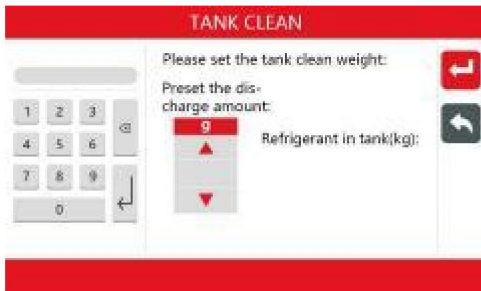 TANK CLEAN
Please set the tank clean weight:
Preset the dis-
charge amount:
g
Refrigerant in tank(kg):
1 2 3
4 5 6
7 8 9
0